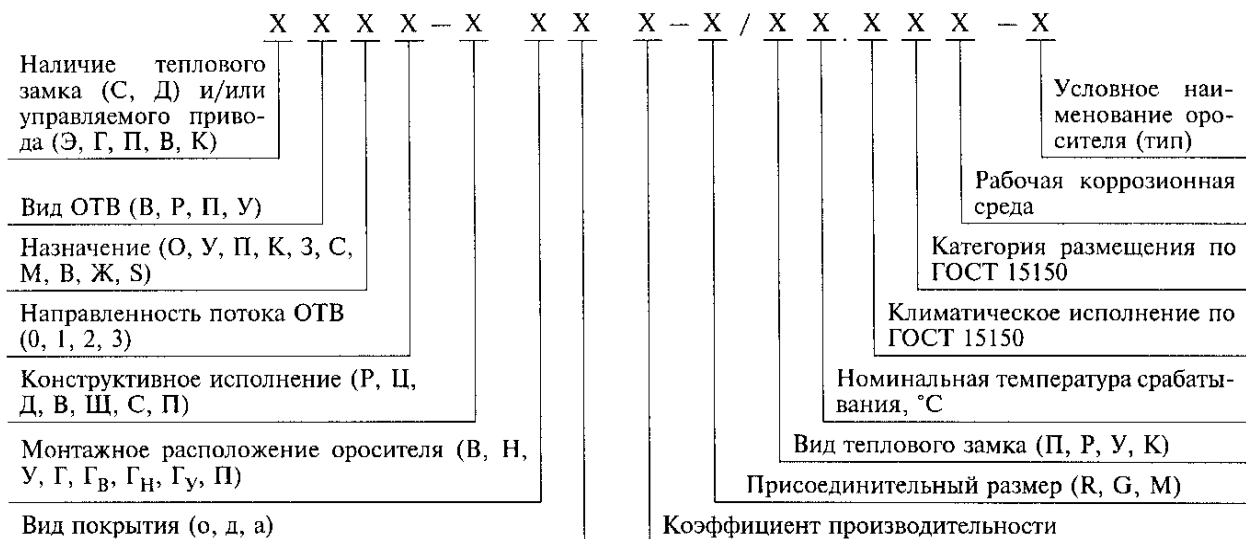 X X X X – X X X X – X / X X . X X X – X
Наличие теплового
замка (С, Д) и/или
управляемого приво-
да (Э, Г, П, В, К)
Вид ОТВ (В, Р, П, У)
Назначение (О, У, П, К, З, С,
М, В, Ж, S)
Направленность потока ОТВ
(0, 1, 2, 3)
Конструктивное исполнение (Р, Ц,
Д, В, Щ, С, П)
Монтажное расположение оросителя (В, Н,
У, Г, Г_В, Г_Н, Г_У, П)
Вид покрытия (о, д, а)
Условное наи-
менование оро-
сителя (тип)
Рабочая коррозионная
среда
Категория размещения по
ГОСТ 15150
Климатическое исполнение по
ГОСТ 15150
Номинальная температура срабаты-
вания, °С
Вид теплового замка (П, Р, У, К)
Присоединительный размер (R, G, M)
Коэффициент производительности